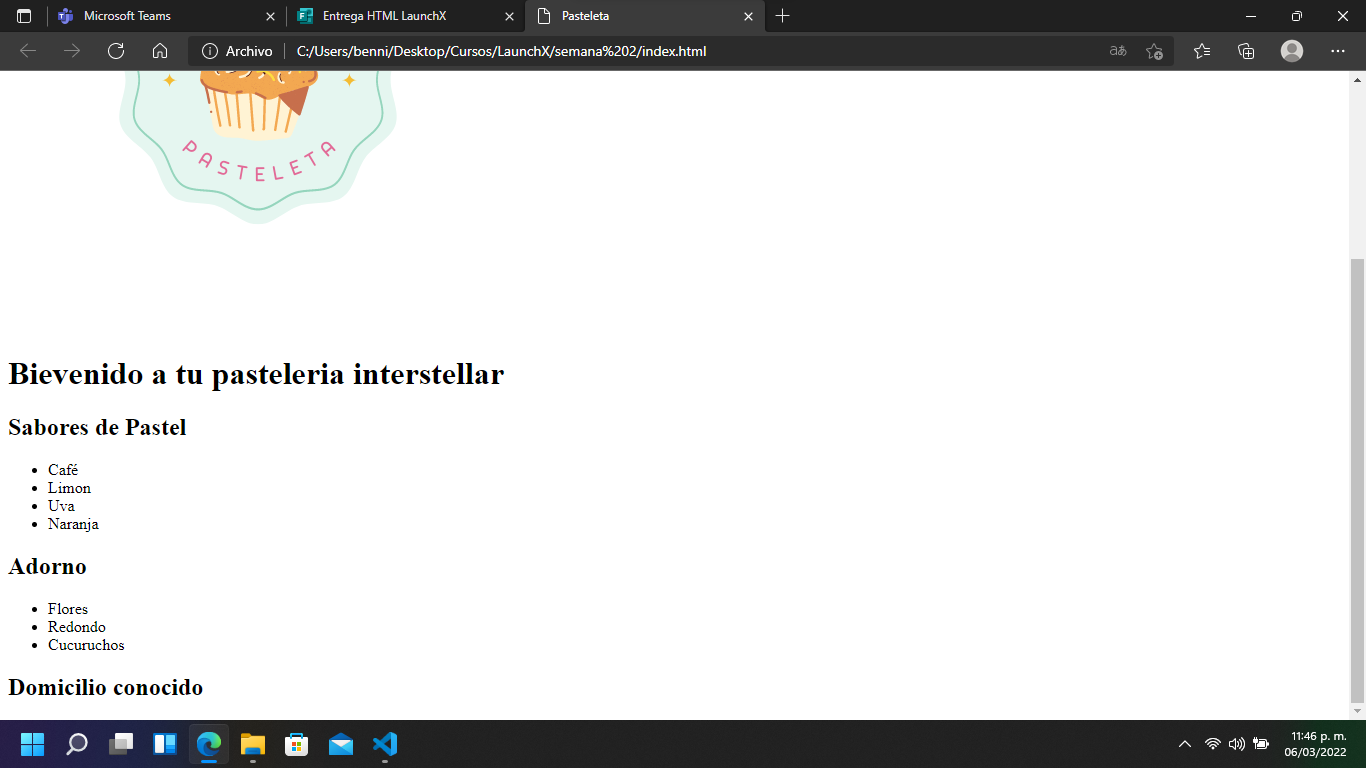 Microsoft Teams
Entrega HTML LaunchX
Pasteleta
Archivo
C:/Users/benni/Desktop/Cursos/LaunchX/semana%202/index.html
PASTELETA
Bievenido a tu pasteleria interstellar
Sabores de Pastel
Café
Limon
Uva
Naranja
Adorno
Flores
Redondo
Cucuruchos
Domicilio conocido
11:46 p. m.
06/03/2022